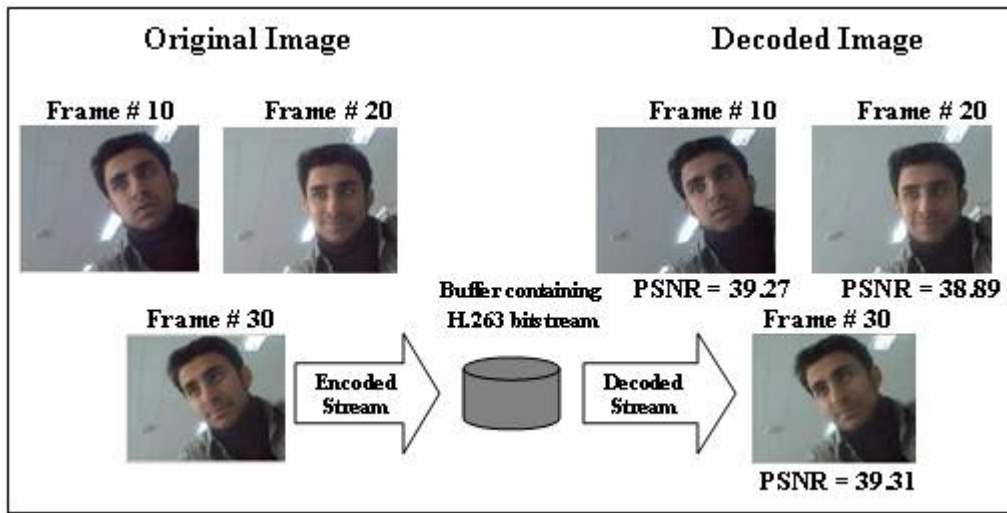 Original Image
Decoded Image
Frame # 10
Frame # 20
Frame # 10
Frame # 20
PSNR = 39.27
PSNR = 38.89
Buffer containing
H.263 bitstream
Frame # 30
Encoded
Stream
Decoded
Stream
Frame # 30
PSNR = 39.31